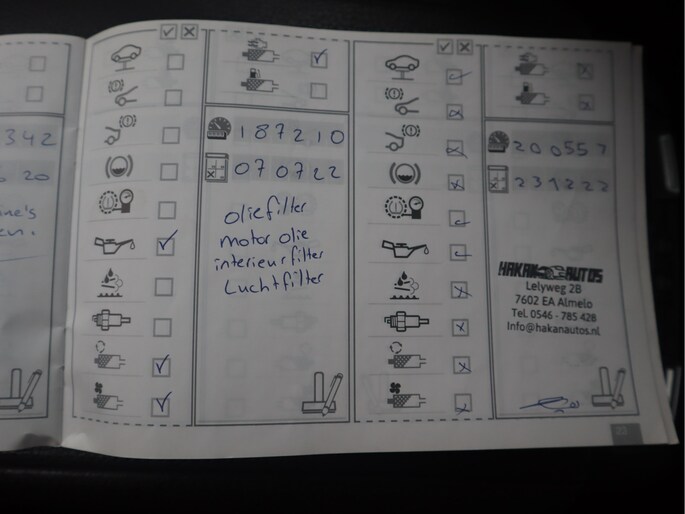 342
20
ine's
en.
187210
070722
oliefilter
motor olie
interieurfilter
Luchtfilter
200557
231222
HAKAN AUTOS
Lelyweg 2B
7602 EA Almelo
Tel. 0546 - 785 428
Info@hakanautos.nl